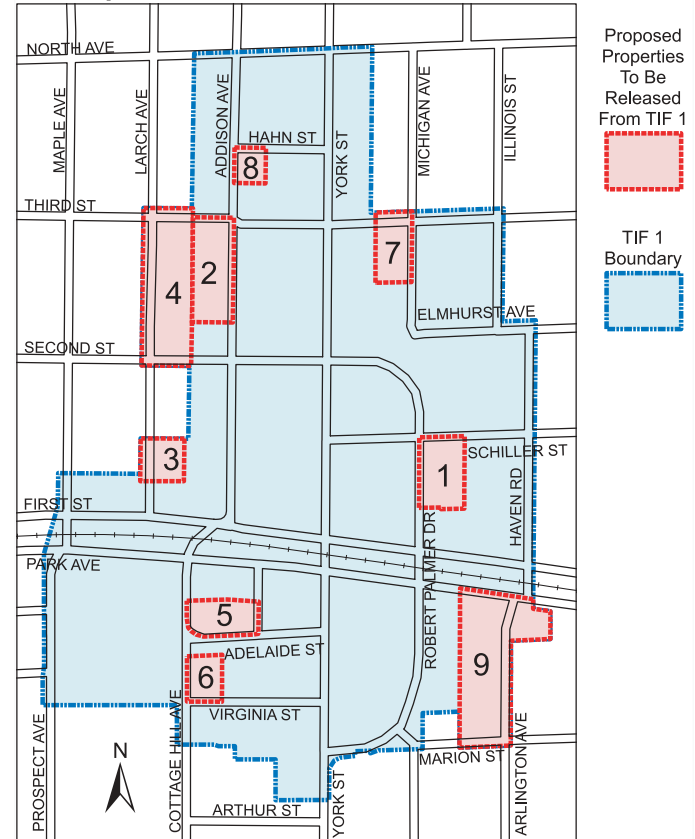 NORTH AVE
MAPLE AVE
LARCH AVE
ADDISON AVE
HAHN ST
YORK ST
MICHIGAN AVE
ILLINOIS ST
8
THIRD ST
4
2
7
ELMHURST AVE
SECOND ST
3
1
SCHILLER ST
HAVEN RD
FIRST ST
PARK AVE
ROBERT PALMER DR
5
ADELAIDE ST
6
9
VIRGINIA ST
COTTAGE HILL AVE
PROSPECT AVE
N
MARION ST
ARLINGTON AVE
YORK ST
ARTHUR ST
Proposed
Properties
To Be
Released
From TIF 1
TIF 1
Boundary